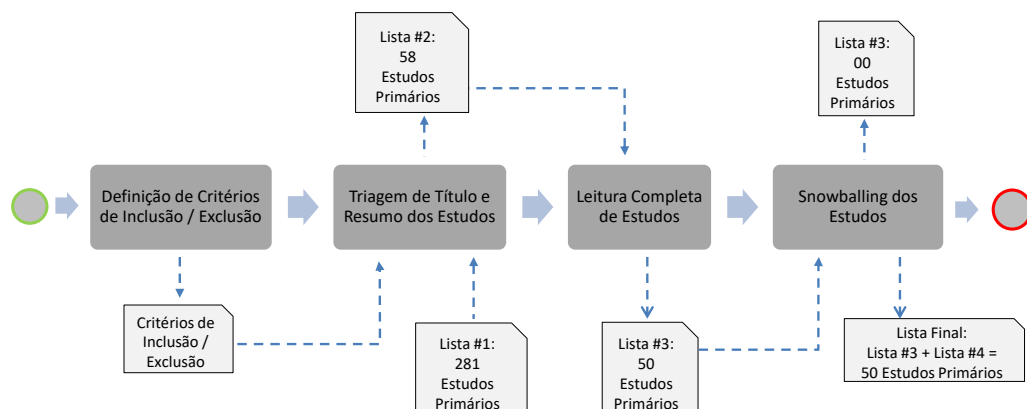 Lista #2:
58
Estudos
Primários
Lista #3:
00
Estudos
Primários
Definição de Critérios
de Inclusão / Exclusão
Triagem de Título e
Resumo dos Estudos
Leitura Completa
de Estudos
Snowballing dos
Estudos
Critérios de
Inclusão /
Exclusão
Lista #1:
281
Estudos
Primários
Lista #3:
50
Estudos
Primários
Lista Final:
Lista #3 + Lista #4 =
50 Estudos Primários